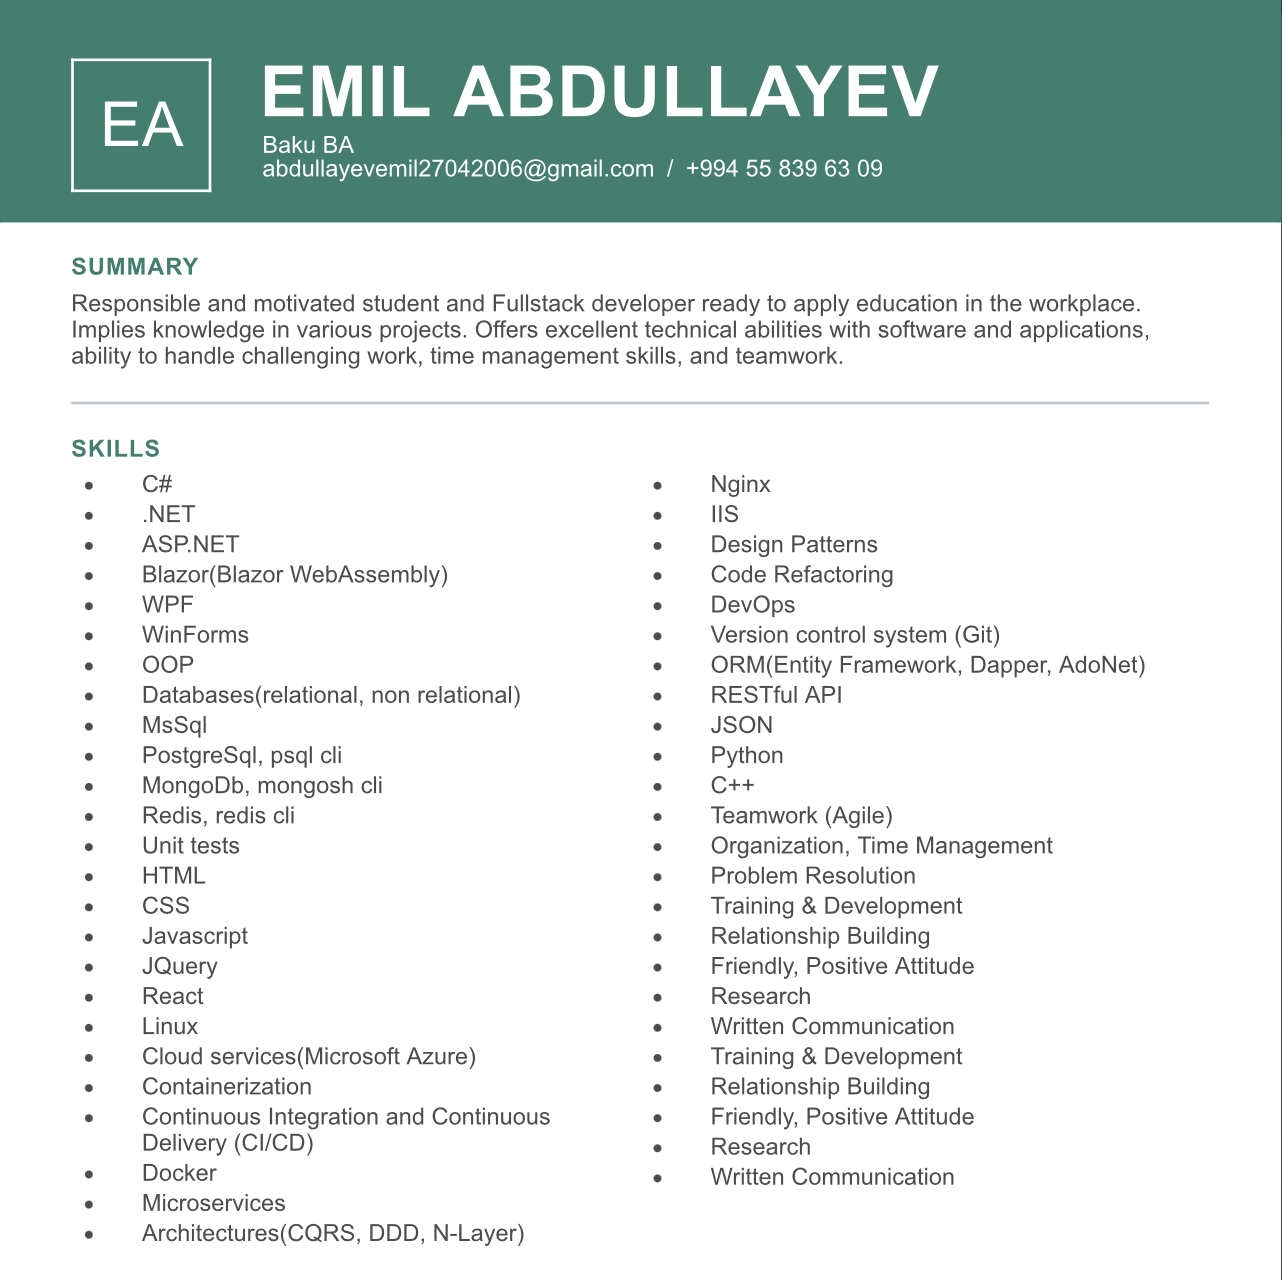 EA
EMIL ABDULLAYEV
Baku BA
abdullayevemil27042006@gmail.com / +994 55 839 63 09
SUMMARY
Responsible and motivated student and Fullstack developer ready to apply education in the workplace.
Implies knowledge in various projects. Offers excellent technical abilities with software and applications,
ability to handle challenging work, time management skills, and teamwork.
SKILLS
• C#
• .NET
• ASP.NET
• Blazor(Blazor WebAssembly)
• WPF
• WinForms
• OOP
• Databases(relational, non relational)
• MsSql
• PostgreSql, psql cli
• MongoDb, mongosh cli
• Redis, redis cli
• Unit tests
• HTML
• CSS
• Javascript
• JQuery
• React
• Linux
• Cloud services(Microsoft Azure)
• Containerization
• Continuous Integration and Continuous
Delivery (CI/CD)
• Docker
• Microservices
• Architectures(CQRS, DDD, N-Layer)
• Nginx
• IIS
• Design Patterns
• Code Refactoring
• DevOps
• Version control system (Git)
• ORM(Entity Framework, Dapper, AdoNet)
• RESTful API
• JSON
• Python
• C++
• Teamwork (Agile)
• Organization, Time Management
• Problem Resolution
• Training & Development
• Relationship Building
• Friendly, Positive Attitude
• Research
• Written Communication
• Training & Development
• Relationship Building
• Friendly, Positive Attitude
• Research
• Written Communication